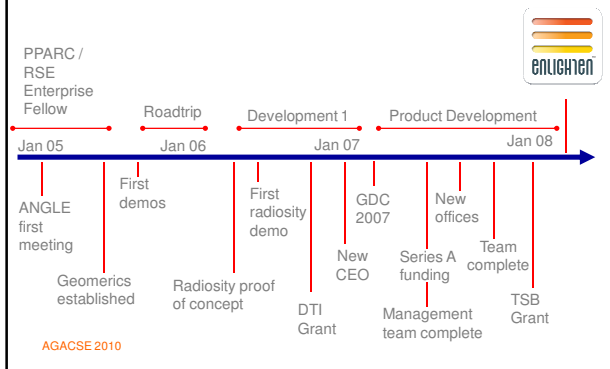 enlighten™
PPARC /
RSE
Enterprise
Fellow
Roadtrip
Development 1
Product Development
Jan 05
Jan 06
Jan 07
Jan 08
ANGLE
first
meeting
Geomerics
established
First
demos
Radiosity proof
of concept
First
radiosity
demo
DTI
Grant
New
CEO
GDC
2007
Series A
funding
Management
team complete
New
offices
Team
complete
TSB
Grant
AGACSE 2010